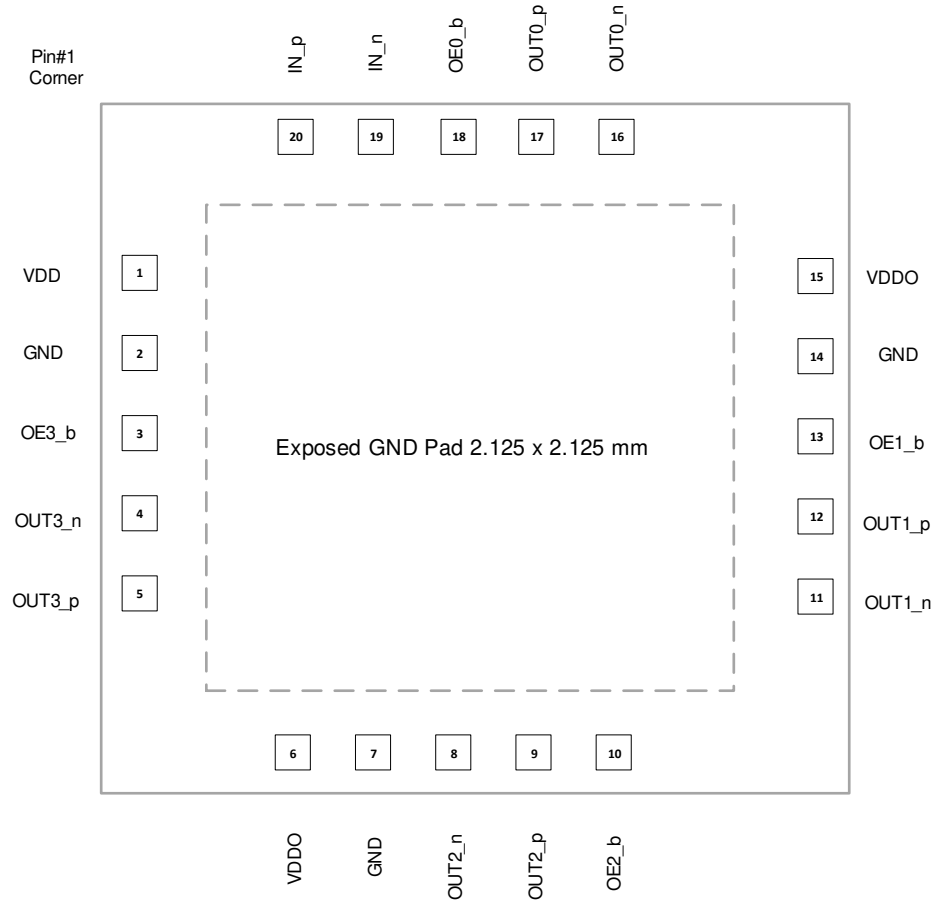 Pin#1
Corner
IN_p
IN_n
OE0_b
OUT0_p
OUT0_n
20
19
18
17
16
VDD
1
15
VDDO
GND
2
14
GND
OE3_b
3
13
OE1_b
Exposed GND Pad 2.125 x 2.125 mm
OUT3_n
4
12
OUT1_p
OUT3_p
5
11
OUT1_n
6
7
8
9
10
VDDO
GND
OUT2_n
OUT2_p
OE2_b